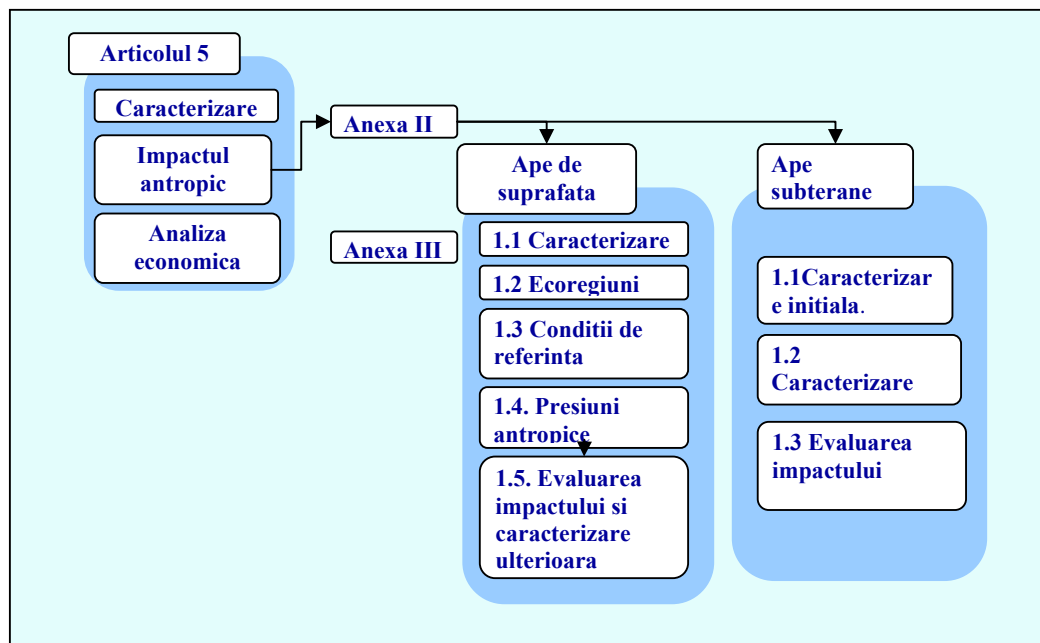 Articolul 5
Caracterizare
Impactul
antropic
Analiza
economica
Anexa II
Anexa III
Ape de
suprafata
1.1 Caracterizare
1.2 Ecoregiuni
1.3 Conditii de
referinta
1.4. Presiuni
antropice
1.5. Evaluarea
impactului si
caracterizare
ulterioara
Ape
subterane
1.1Caracterizar
e initiala.
1.2
Caracterizare
1.3 Evaluarea
impactului